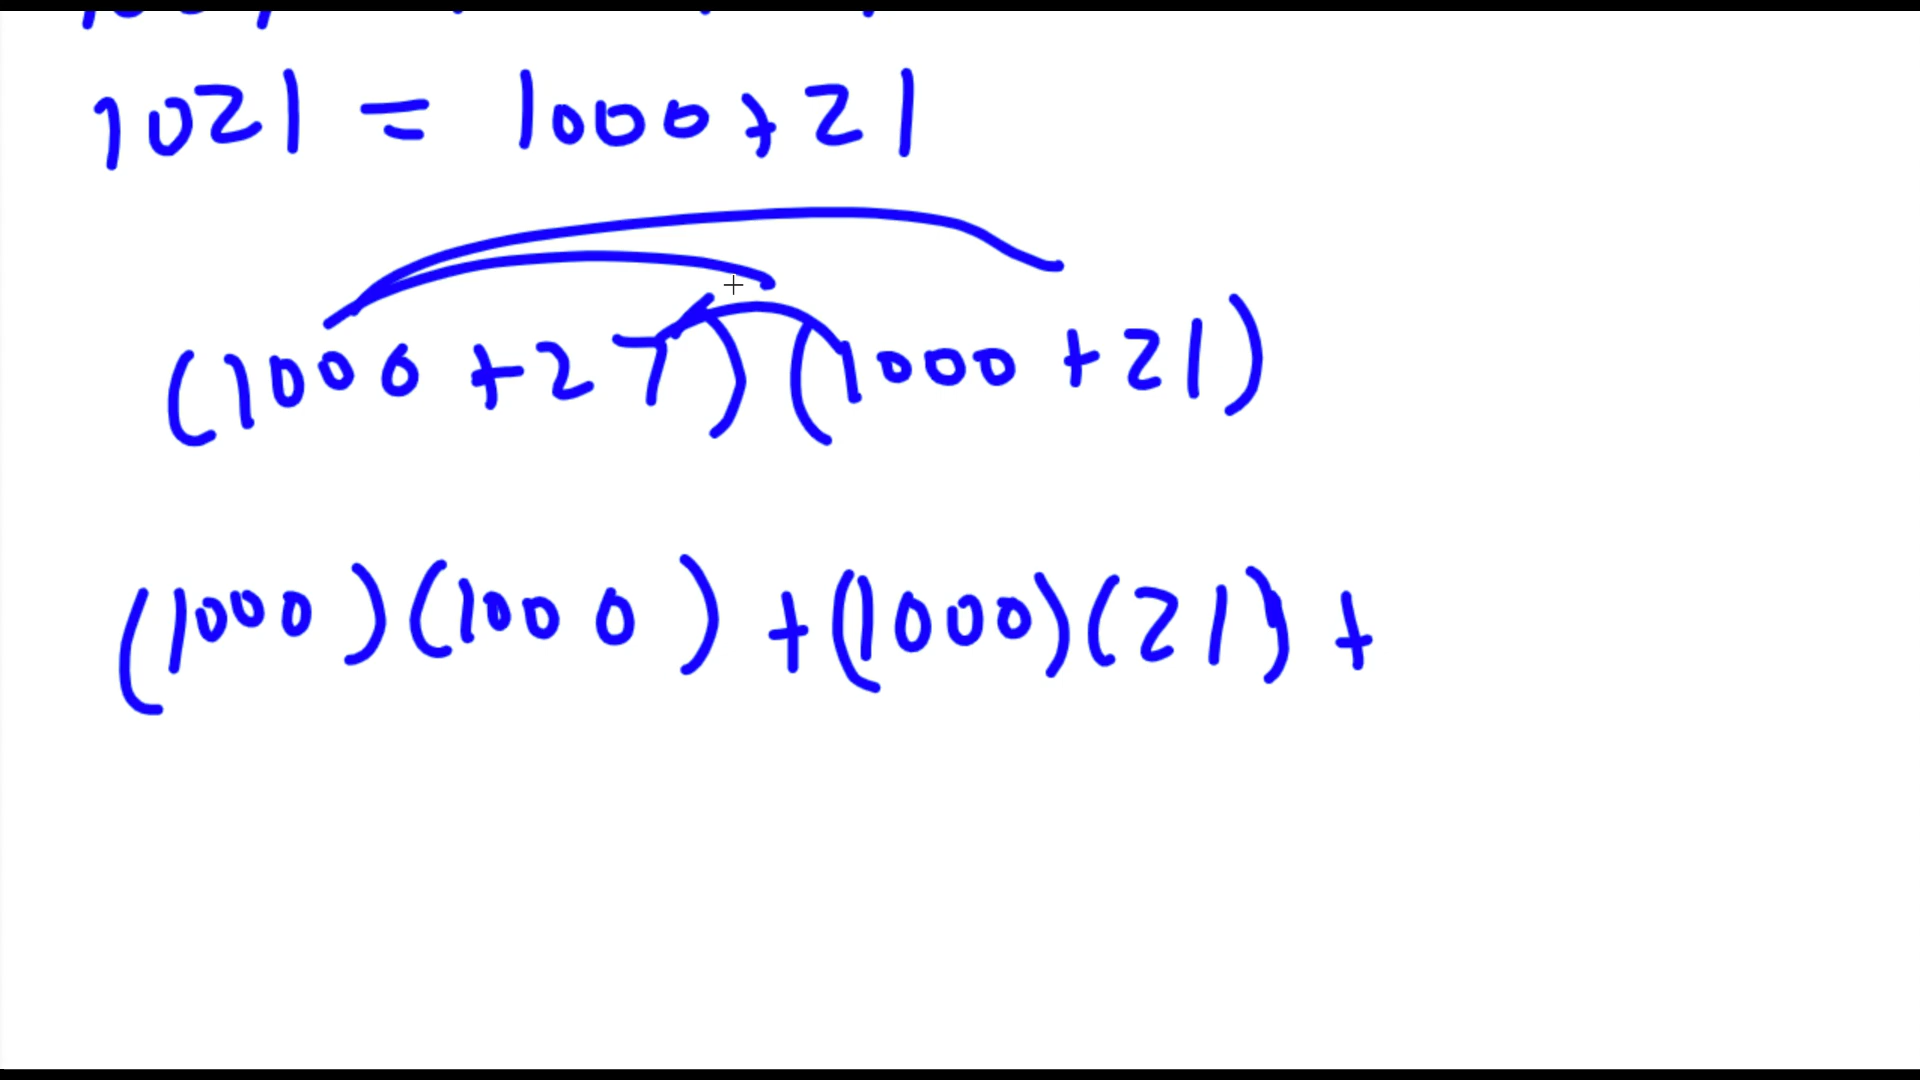 1021 = 1000+21
(1000 +27)(1000 +21)
(1000)(1000) +(1000)(21) +